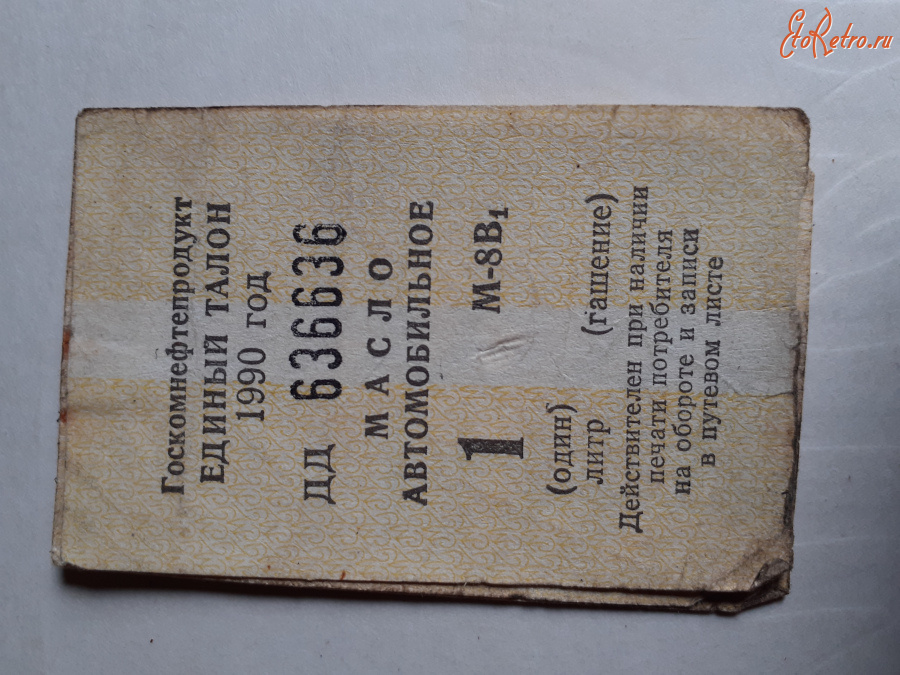 EtoRetro.ru
Госкомнефтепродукт
ЕДИНЫЙ ТАЛОН
1990 год
ДД 636636
МАСЛО
АВТОМОБИЛЬНОЕ
1 М-8В₁
(один) (гашение)
литр
Действителен при наличии
печати потребителя
на обороте и записи
в путевом листе